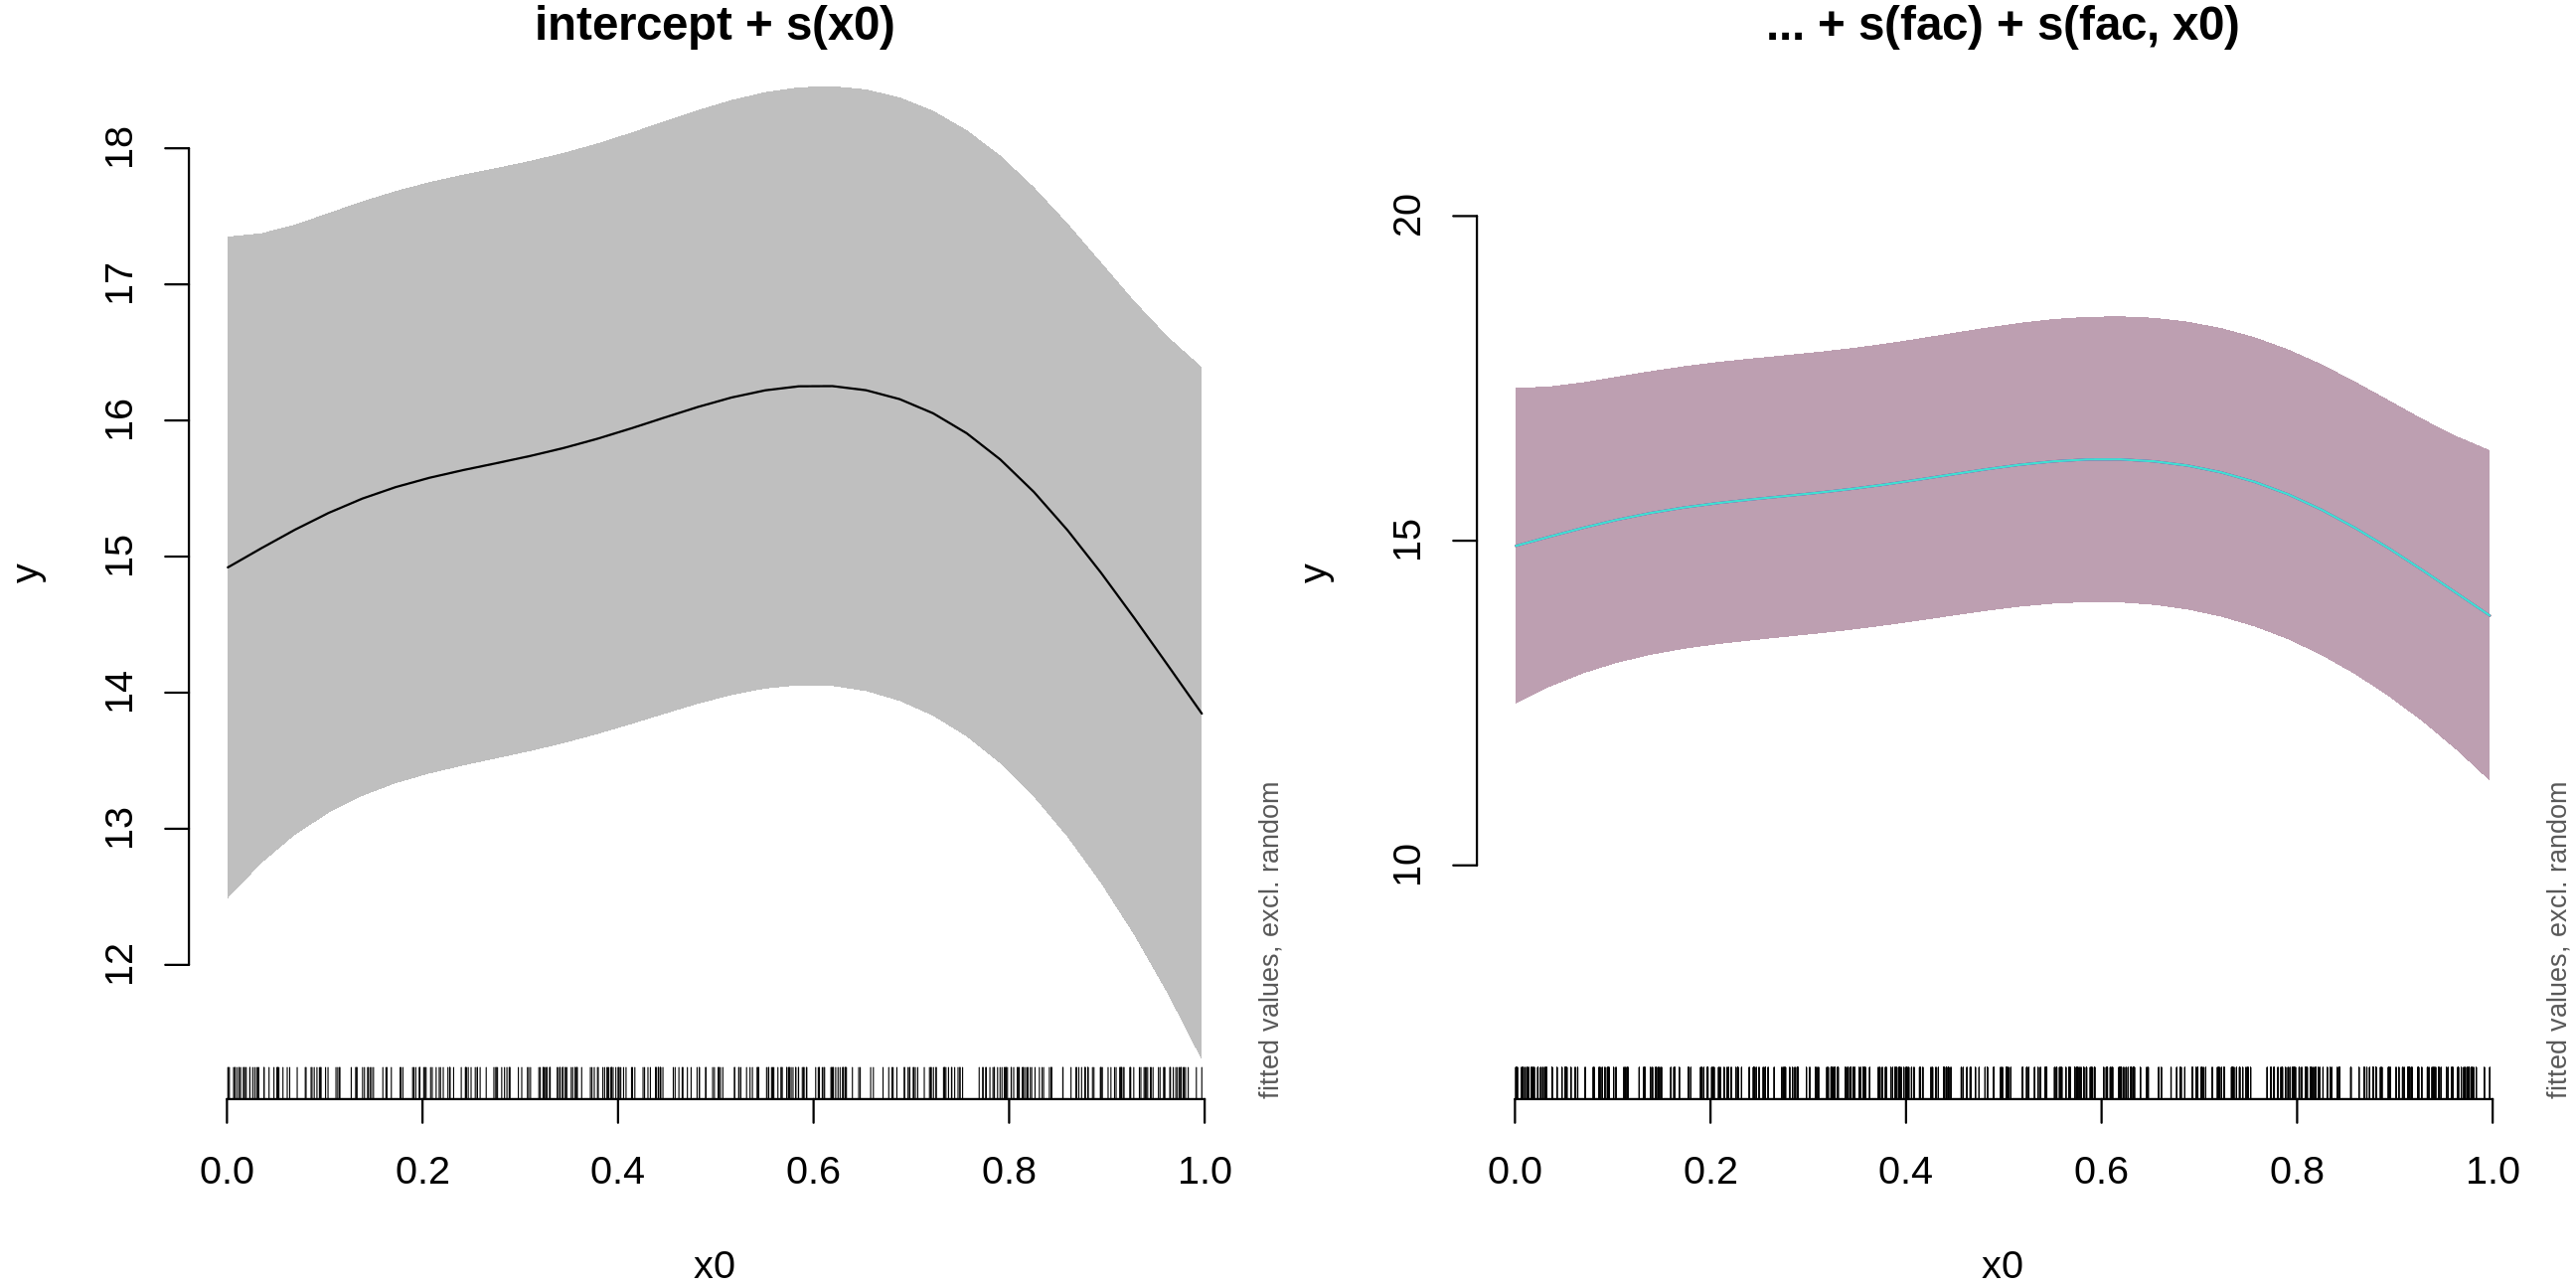 intercept + s(x0)
18
17
16
15
14
13
12
y
0.0 0.2 0.4 0.6 0.8 1.0
x0
fitted values, excl. random
... + s(fac) + s(fac, x0)
20
15
10
y
0.0 0.2 0.4 0.6 0.8 1.0
x0
fitted values, excl. random